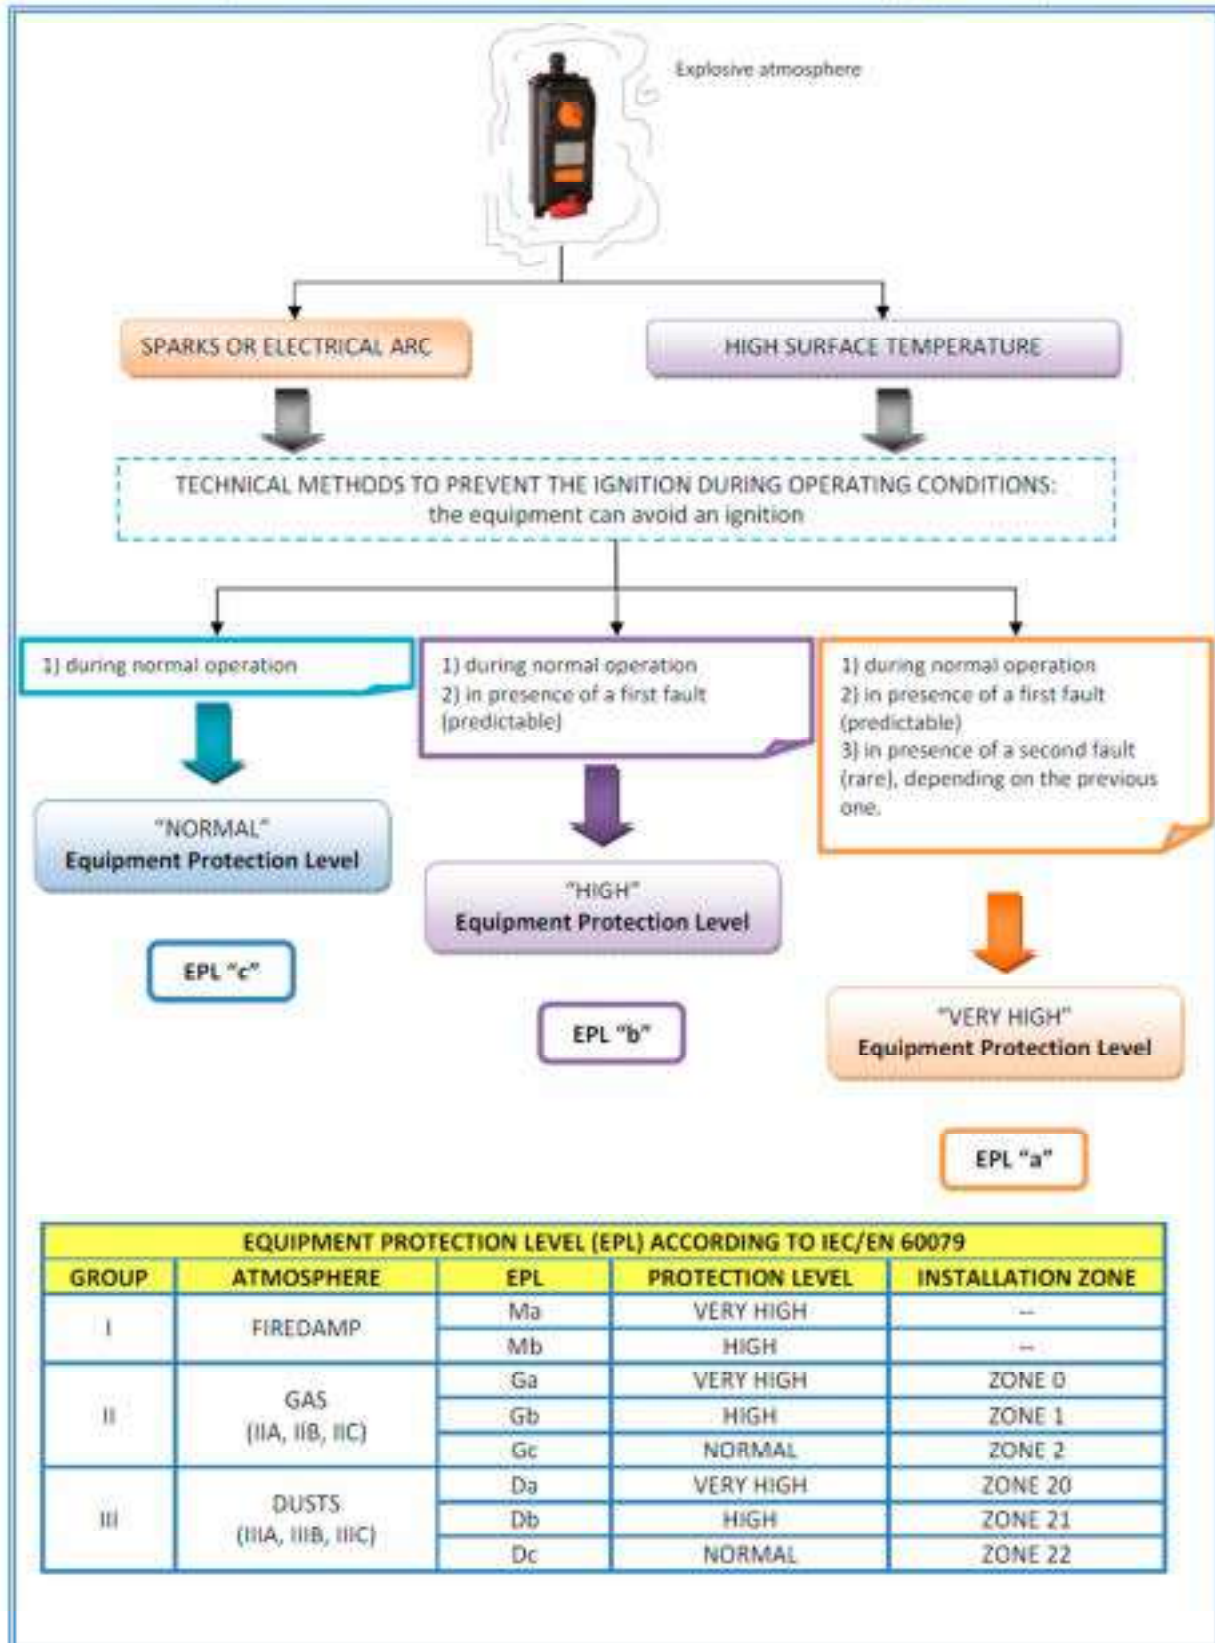 Explosive atmosphere
SPARKS OR ELECTRICAL ARC
HIGH SURFACE TEMPERATURE
TECHNICAL METHODS TO PREVENT THE IGNITION DURING OPERATING CONDITIONS:
the equipment can avoid an ignition
1) during normal operation
"NORMAL"
Equipment Protection Level
EPL "c"
1) during normal operation
2) in presence of a first fault
(predictable)
"HIGH"
Equipment Protection Level
EPL "b"
1) during normal operation
2) in presence of a first fault
(predictable)
3) in presence of a second fault
(rare), depending on the previous
one.
"VERY HIGH"
Equipment Protection Level
EPL "a"
EQUIPMENT PROTECTION LEVEL (EPL) ACCORDING TO IEC/EN 60079
GROUP ATMOSPHERE EPL PROTECTION LEVEL INSTALLATION ZONE
I FIREDAMP Ma VERY HIGH --
Mb HIGH --
II GAS (IIA, IIB, IIC) Ga VERY HIGH ZONE 0
Gb HIGH ZONE 1
Gc NORMAL ZONE 2
III DUSTS (IIIA, IIIB, IIIC) Da VERY HIGH ZONE 20
Db HIGH ZONE 21
Dc NORMAL ZONE 22